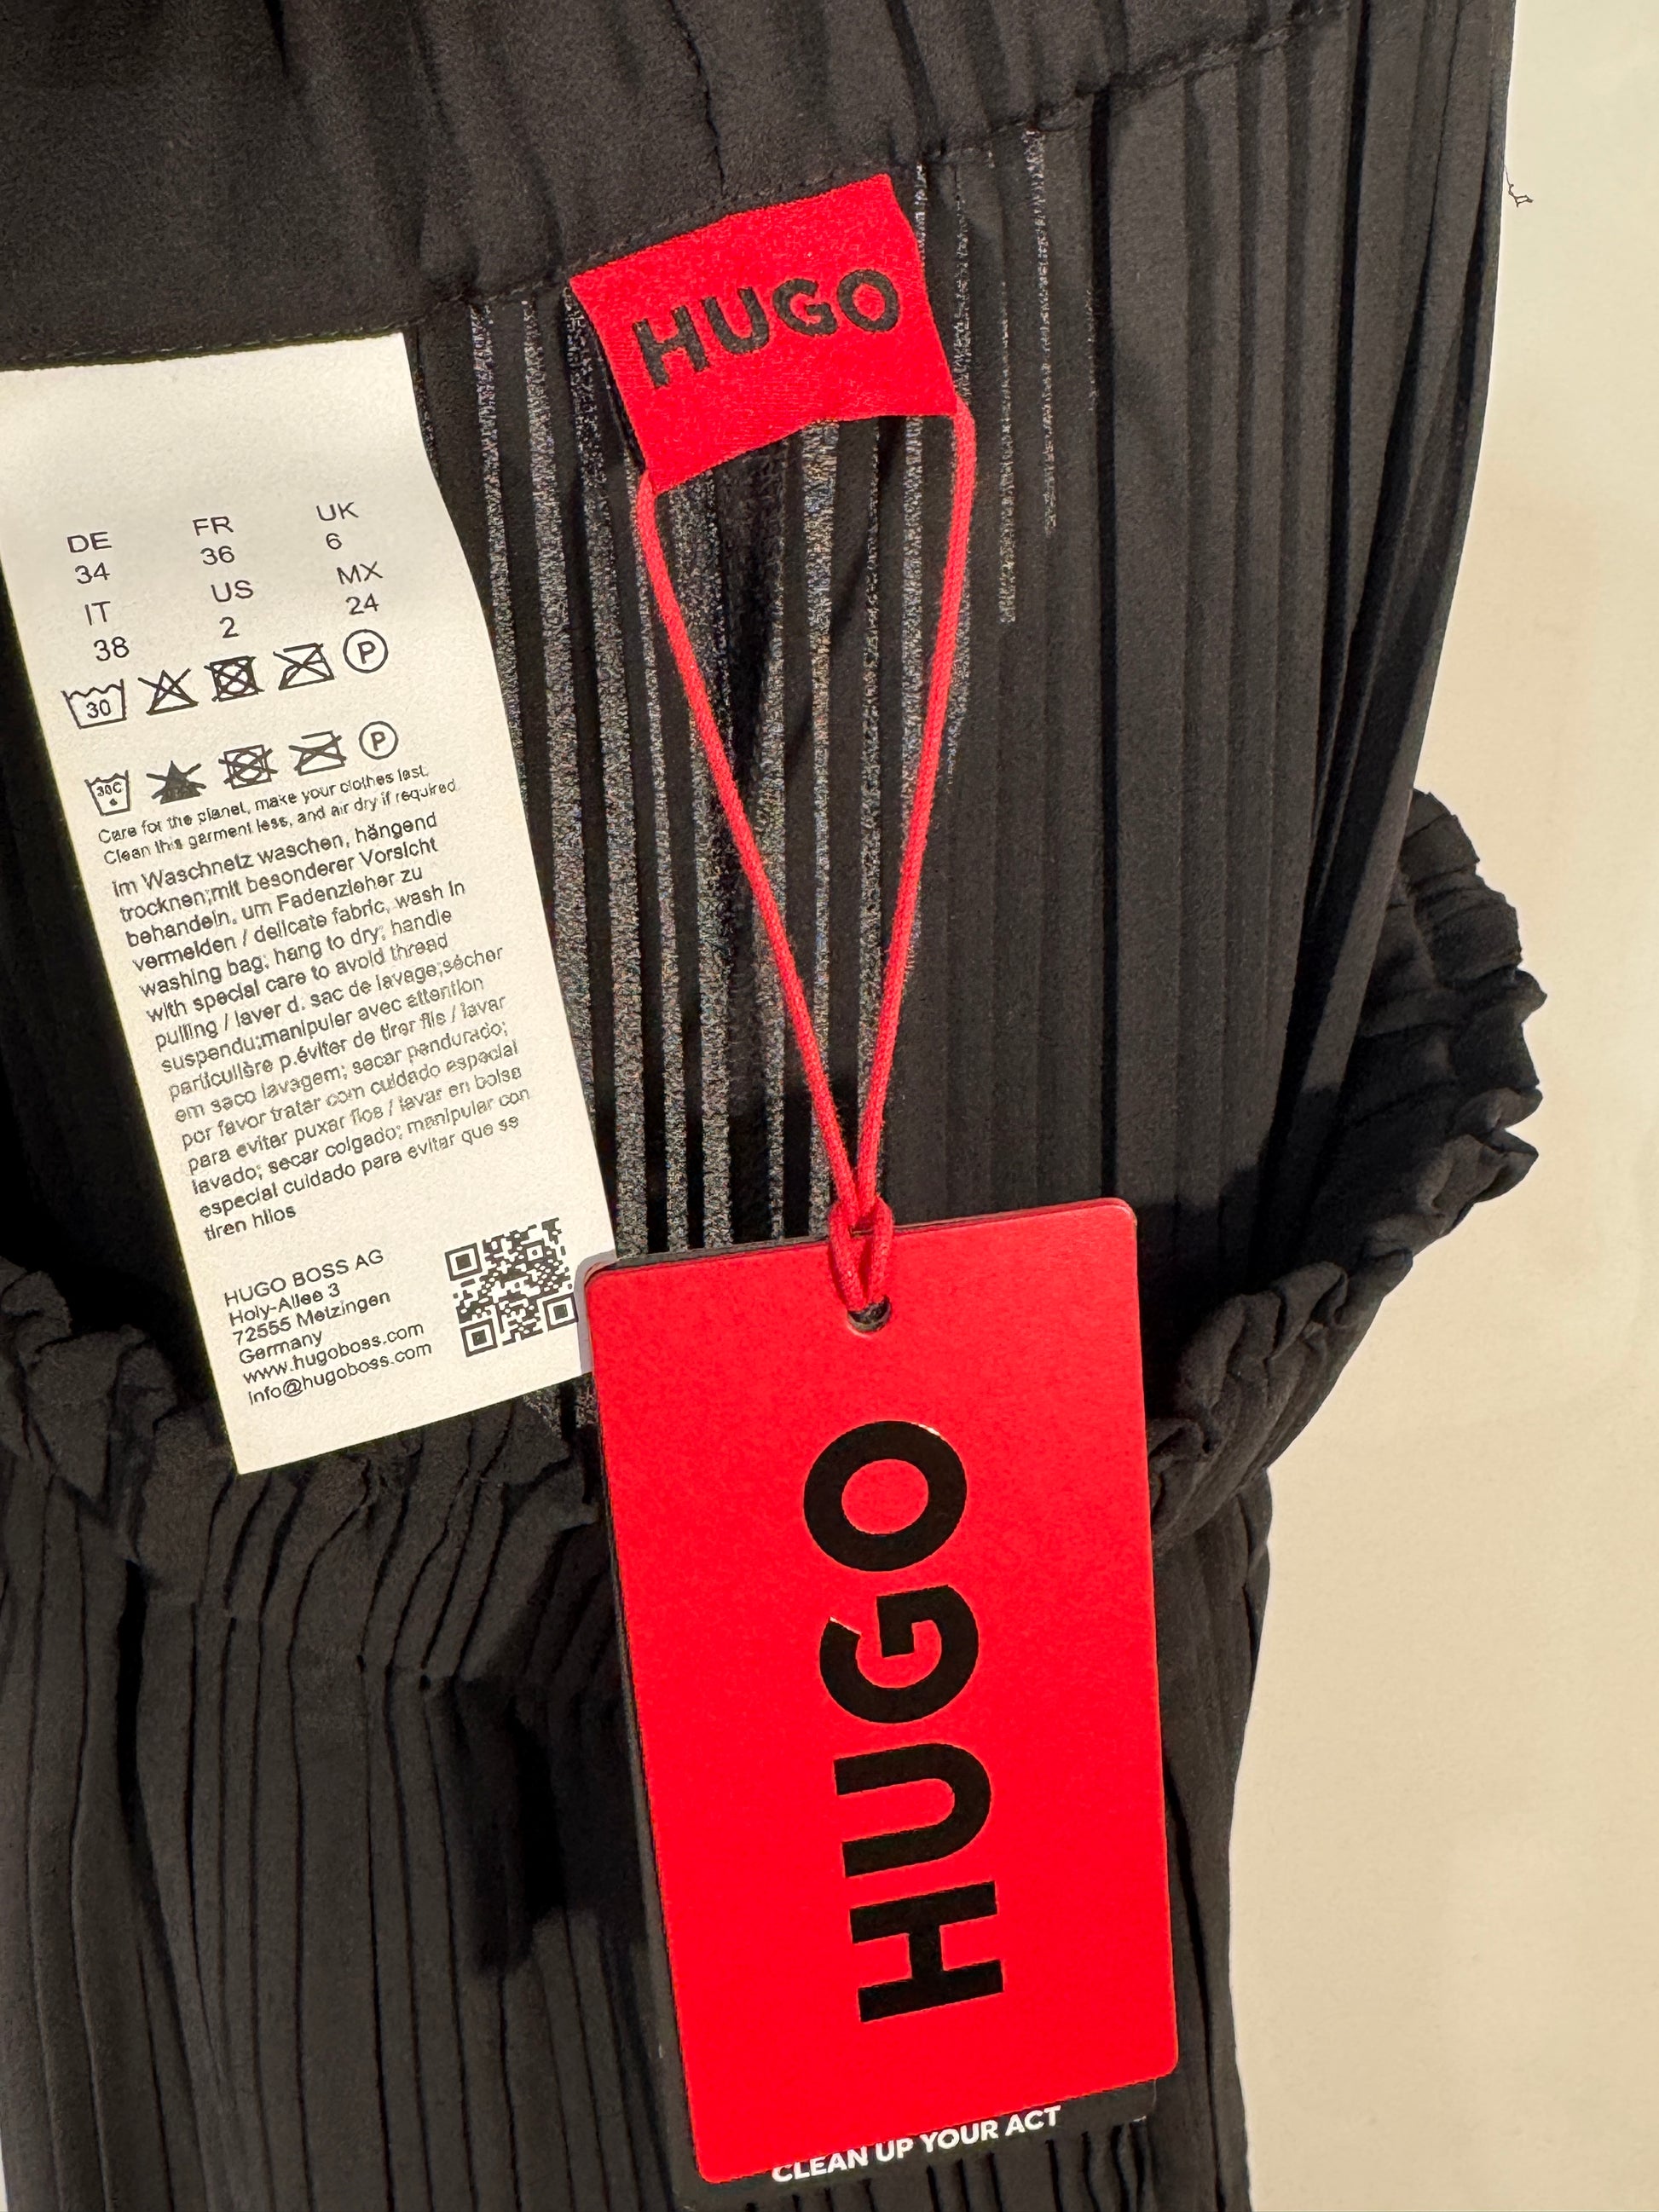 HUGO
DE FR UK
34 36 6
IT US MX
38 2 24
30 P
30C P
Care for the planet, make your clothes last.
Clean this garment less, and air dry if required.
im Waschnetz waschen, hängend
trocknen;mit besonderer Vorsicht
behandeln, um Fadenzieher zu
vermeiden / delicate fabric, wash in
washing bag; hang to dry; handle
with special care to avoid thread
pulling / laver d. sac de lavage;sécher
suspendu;manipuler avec attention
particulière p.éviter de tirer fils / lavar
em saco lavagem; secar pendurado;
por favor tratar com cuidado especial
para evitar puxar fios / lavar en bolsa
lavado; secar colgado; manipular con
especial cuidado para evitar que se
tiren hilos
HUGO BOSS AG
Holy-Allee 3
72555 Metzingen
Germany
www.hugoboss.com
info@hugoboss.com
HUGO
CLEAN UP YOUR ACT